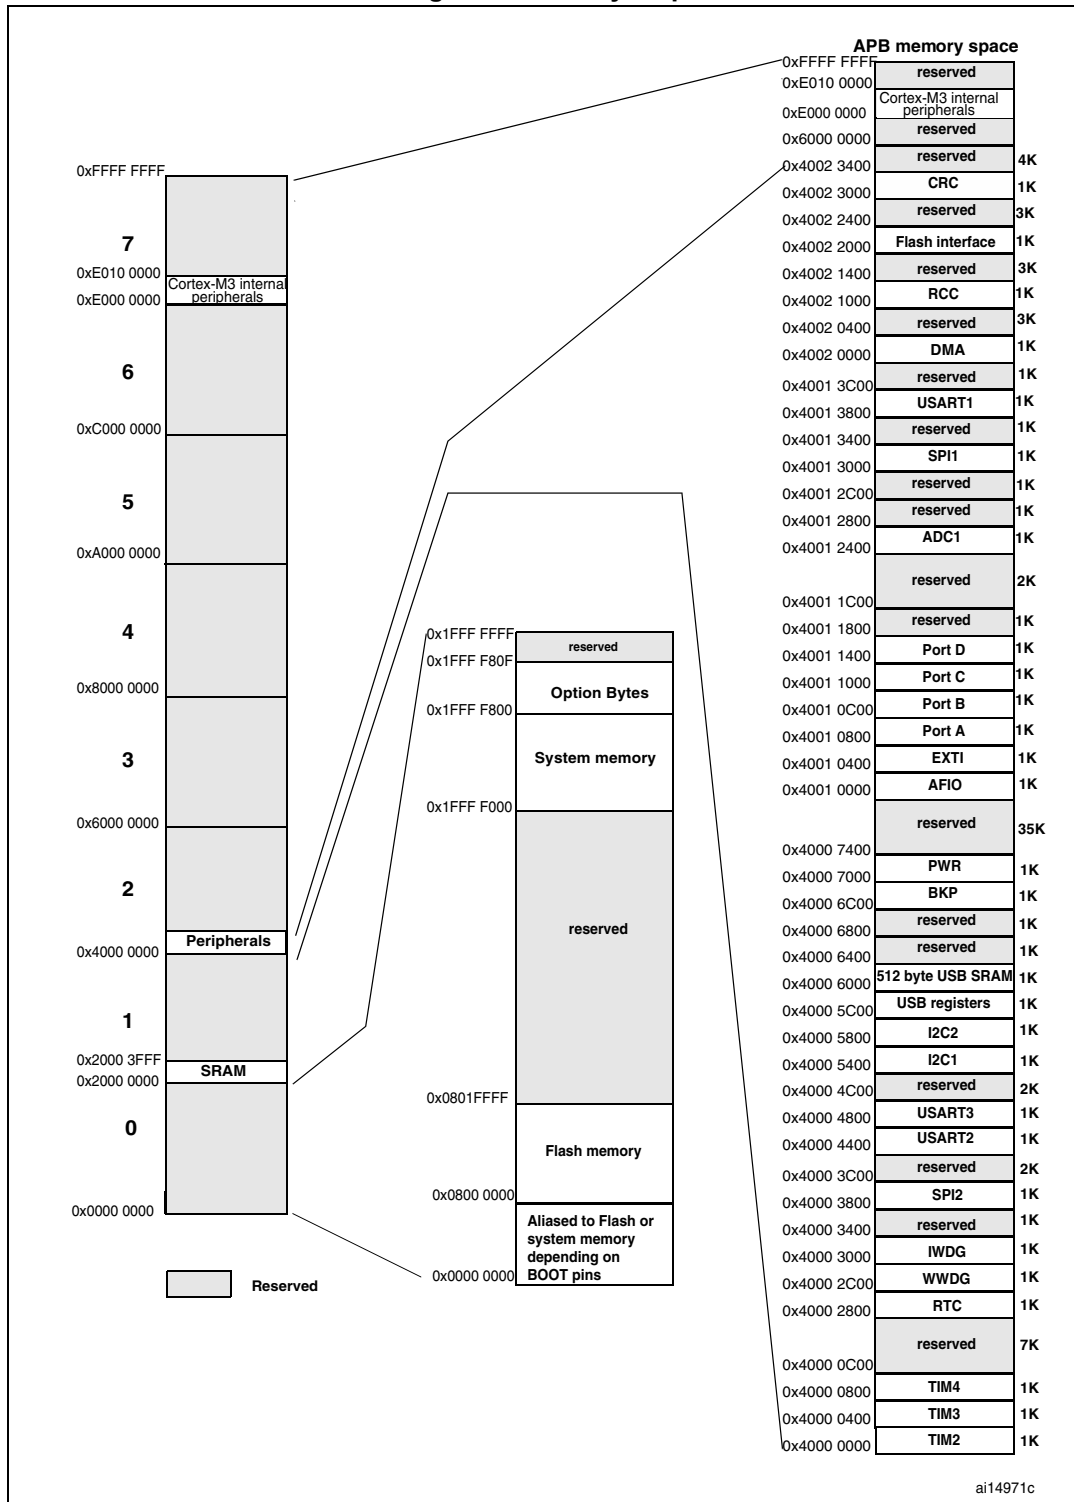 APB memory space
0xFFFF FFFF
reserved
0xE010 0000
Cortex-M3 internal
peripherals
0xE000 0000
reserved
0x6000 0000
reserved
4K
0x4002 3400
CRC
1K
0x4002 3000
reserved
3K
0x4002 2400
Flash interface
1K
0x4002 2000
reserved
3K
0x4002 1400
RCC
1K
0x4002 1000
reserved
3K
0x4002 0400
DMA
1K
0x4002 0000
reserved
1K
0x4001 3C00
USART1
1K
0x4001 3800
reserved
1K
0x4001 3400
SPI1
1K
0x4001 3000
reserved
1K
0x4001 2C00
reserved
1K
0x4001 2800
ADC1
1K
0x4001 2400
reserved
2K
0x4001 1C00
reserved
1K
0x4001 1800
Port D
1K
0x4001 1400
Port C
1K
0x4001 1000
Port B
1K
0x4001 0C00
Port A
1K
0x4001 0800
EXTI
1K
0x4001 0400
AFIO
1K
0x4001 0000
reserved
35K
0x4000 7400
PWR
1K
0x4000 7000
BKP
1K
0x4000 6C00
reserved
1K
0x4000 6800
reserved
1K
0x4000 6400
512 byte USB SRAM
1K
0x4000 6000
USB registers
1K
0x4000 5C00
I2C2
1K
0x4000 5800
I2C1
1K
0x4000 5400
reserved
2K
0x4000 4C00
USART3
1K
0x4000 4800
USART2
1K
0x4000 4400
reserved
2K
0x4000 3C00
SPI2
1K
0x4000 3800
reserved
1K
0x4000 3400
IWDG
1K
0x4000 3000
WWDG
1K
0x4000 2C00
RTC
1K
0x4000 2800
reserved
7K
0x4000 0C00
TIM4
1K
0x4000 0800
TIM3
1K
0x4000 0400
TIM2
1K
0x4000 0000
0xFFFF FFFF
7
0xE010 0000
Cortex-M3 internal
peripherals
0xE000 0000
6
0xC000 0000
5
0xA000 0000
4
0x8000 0000
3
0x6000 0000
2
Peripherals
0x4000 0000
1
0x2000 3FFF
SRAM
0x2000 0000
0
0x0000 0000
Reserved
0x1FFF FFFF
reserved
0x1FFF F80F
Option Bytes
0x1FFF F800
System memory
0x1FFF F000
reserved
0x0801FFFF
Flash memory
0x0800 0000
Aliased to Flash or
system memory
depending on
BOOT pins
0x0000 0000
ai14971c